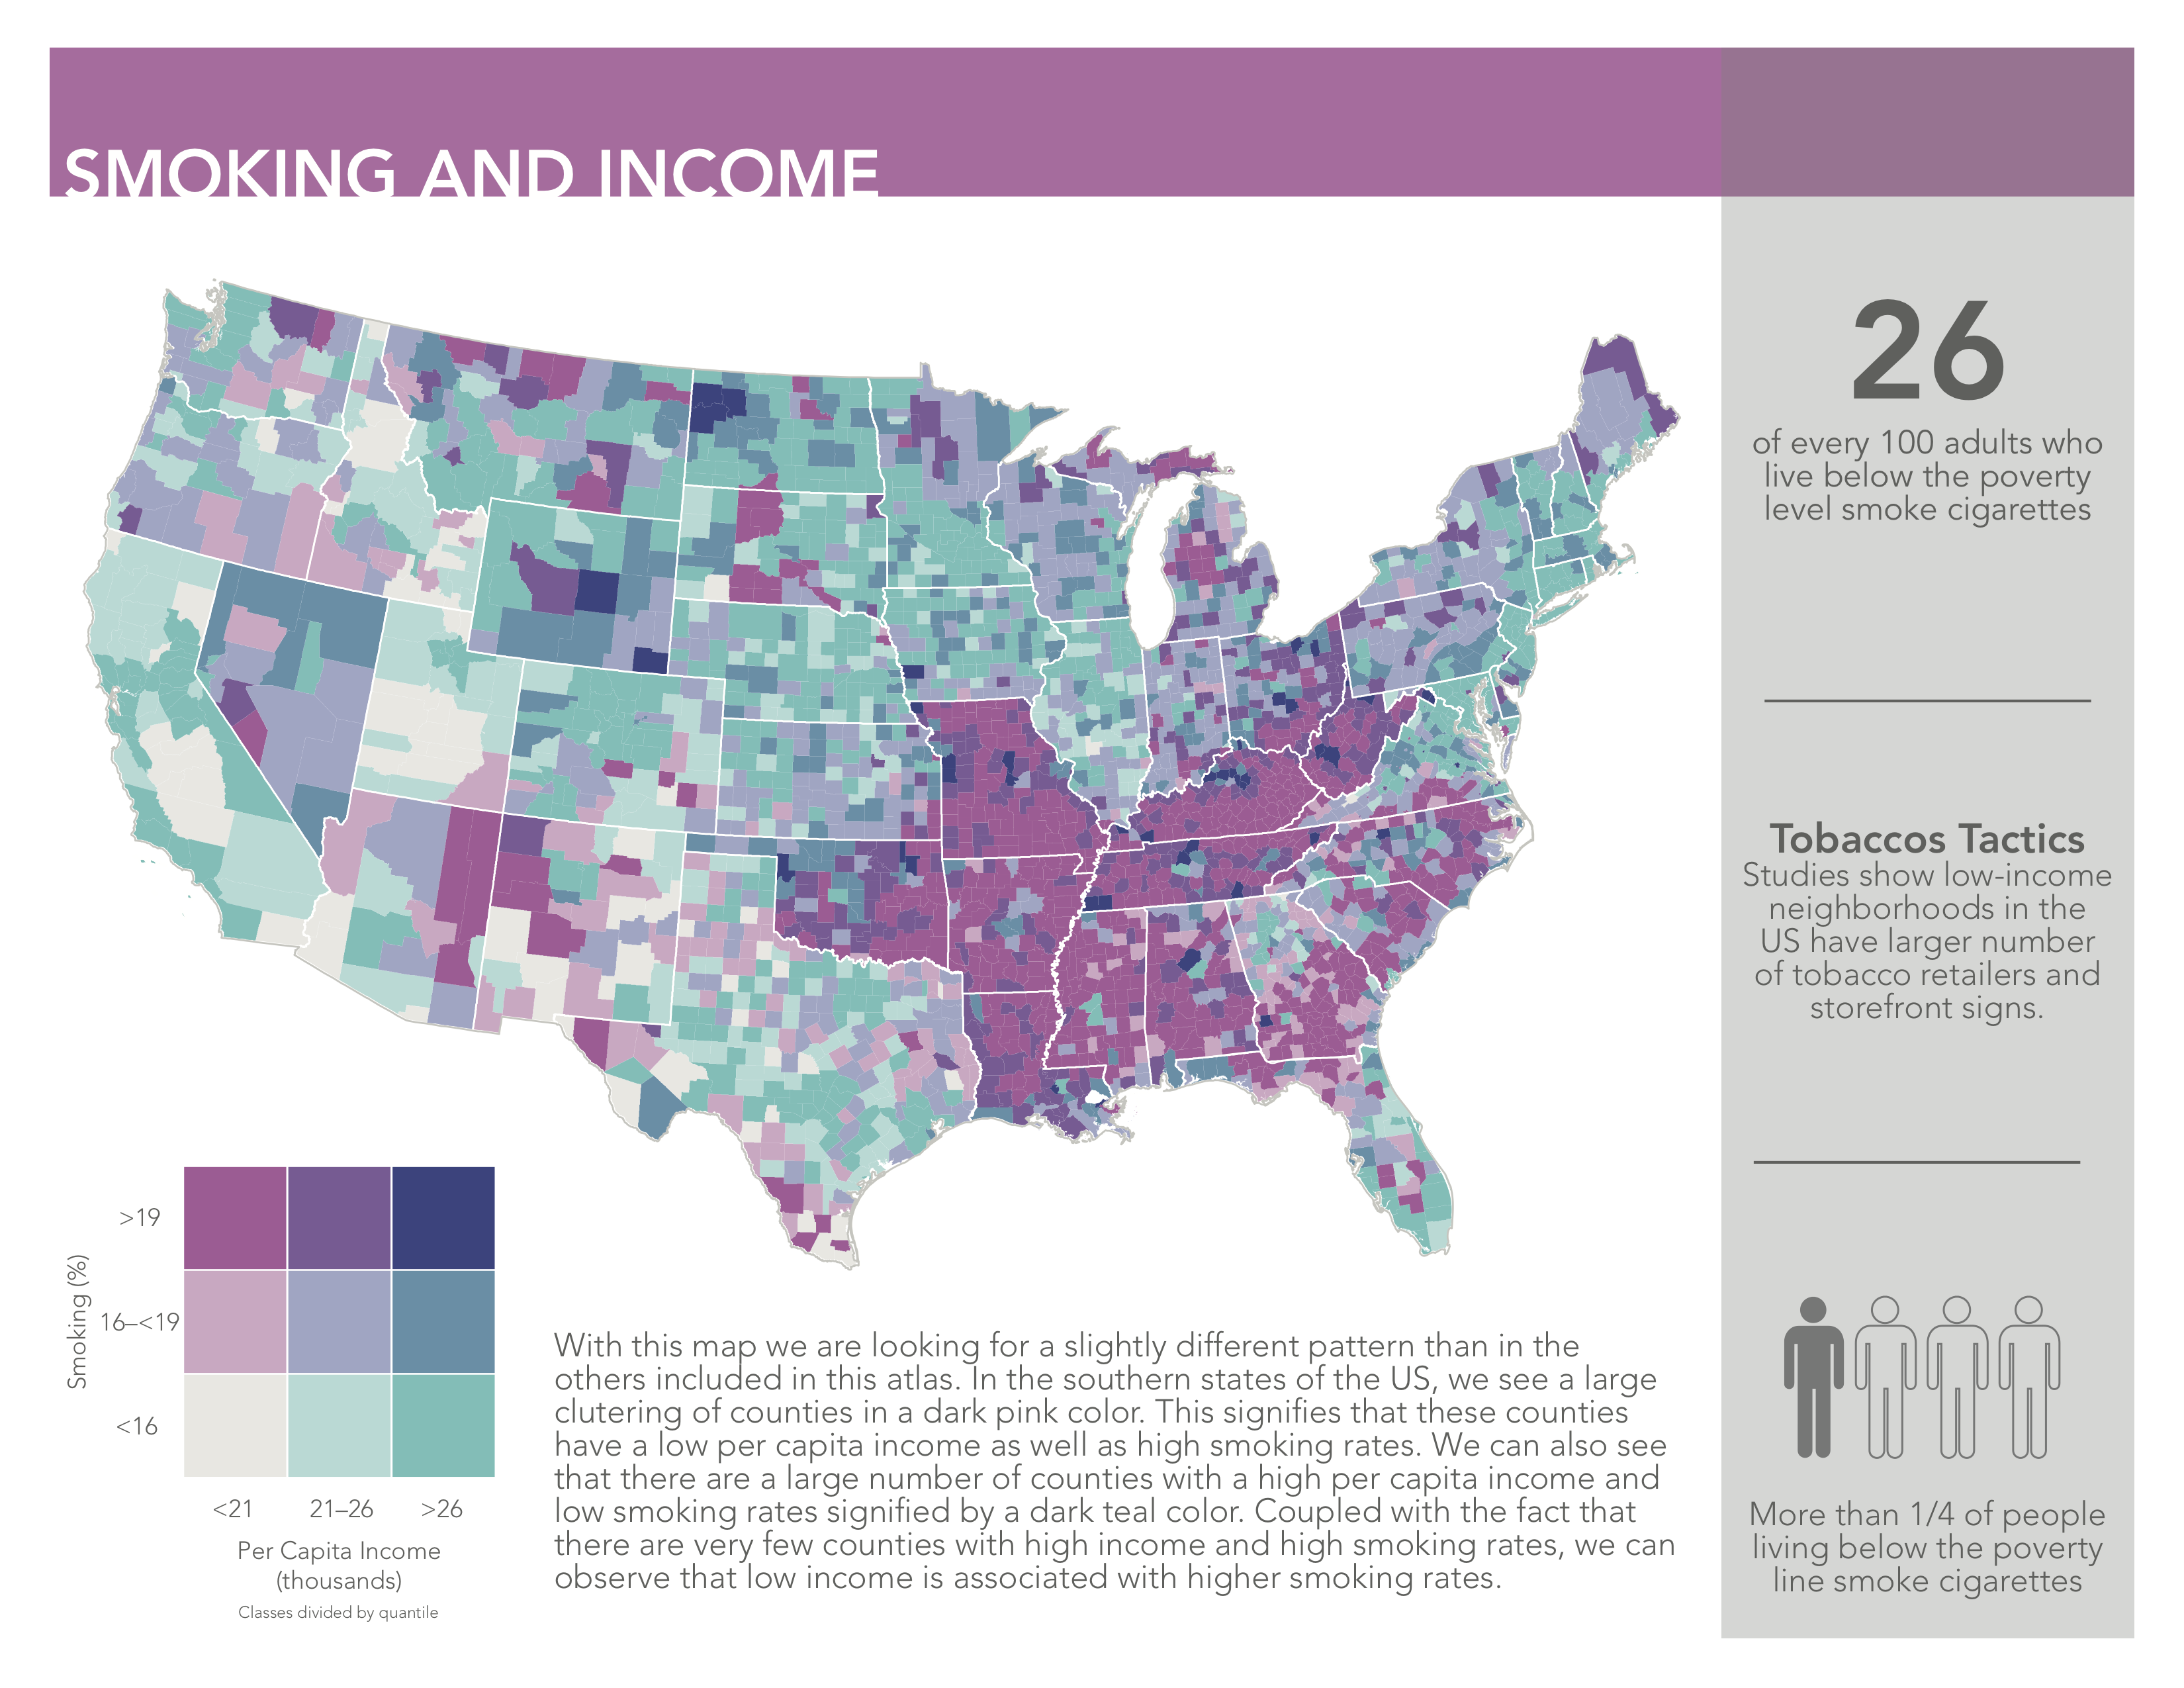 SMOKING AND INCOME
26
of every 100 adults who
live below the poverty
level smoke cigarettes
Tobaccos Tactics
Studies show low-income
neighborhoods in the
US have larger number
of tobacco retailers and
storefront signs.
More than 1/4 of people
living below the poverty
line smoke cigarettes
Smoking (%)
>19
16–<19
<16
<21 21–26 >26
Per Capita Income
(thousands)
Classes divided by quantile
With this map we are looking for a slightly different pattern than in the
others included in this atlas. In the southern states of the US, we see a large
clutering of counties in a dark pink color. This signifies that these counties
have a low per capita income as well as high smoking rates. We can also see
that there are a large number of counties with a high per capita income and
low smoking rates signified by a dark teal color. Coupled with the fact that
there are very few counties with high income and high smoking rates, we can
observe that low income is associated with higher smoking rates.